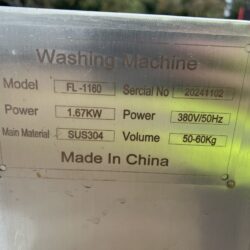 Washing Machine
Model FL-1160 Sercial No 20241102
Power 1.67KW Power 380V/50Hz
Main Material SUS304 Volume 50-60Kg
Made In China